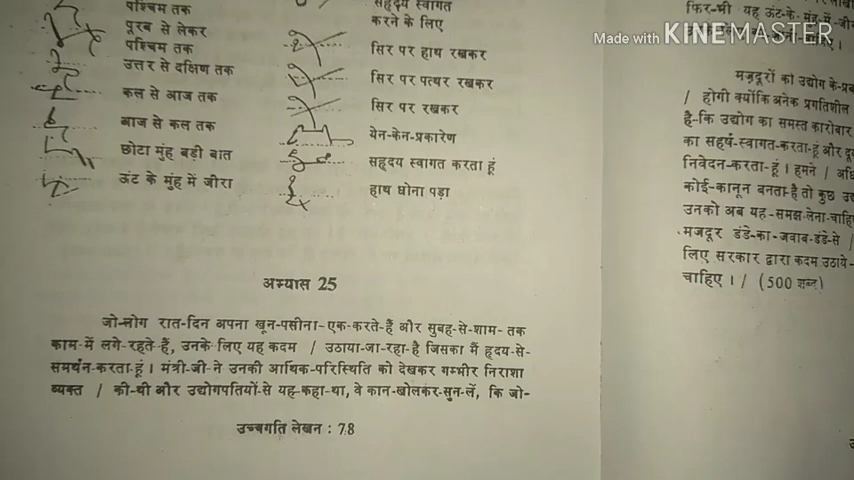 पश्चिम तक
पूरब से लेकर
पश्चिम तक
उत्तर से दक्षिण तक
कल से आज तक
आज से कल तक
छोटा मुंह बड़ी बात
ऊंट के मुंह में जीरा
सहृदय स्वागत
करने के लिए
सिर पर हाथ रखकर
सिर पर पत्थर रखकर
सिर पर रखकर
येन-केन-प्रकारेण
सहृदय स्वागत करता हूं
हाथ धोना पड़ा
अभ्यास 25
जो-लोग रात-दिन अपना खून-पसीना-एक-करते-हैं और सुबह-से-शाम-तक
काम-में लगे-रहते-हैं, उनके-लिए यह कदम / उठाया-जा-रहा-है जिसका मैं हृदय-से-
समर्थन-करता-हूं। मंत्री-जी-ने उनकी आर्थिक-परिस्थिति को देखकर गम्भीर निराशा
व्यक्त / की-थी और उद्योगपतियों-से यह-कहा-था, वे कान-खोलकर-सुन-लें, कि जो-
उच्चगति लेखन : 78
Made with KINEMASTER
फिर-भी यह ऊंट-के-मुंह-में-जी
मज़दूरों को उद्योग के-प्रब
/ होगी क्योंकि अनेक प्रगतिशील
है-कि उद्योग का समस्त कारोबार
का सहर्ष-स्वागत-करता-हूं और दू
निवेदन-करता-हूं। हमने / अधि
कोई-कानून बनता-है तो कुछ उद्य
उनको अब यह-समझ-लेना-चाहि
मजदूर डंडे-का-जवाब-डंडे-से /
लिए सरकार द्वारा कदम उठाये-
चाहिए। / (500 शब्द)